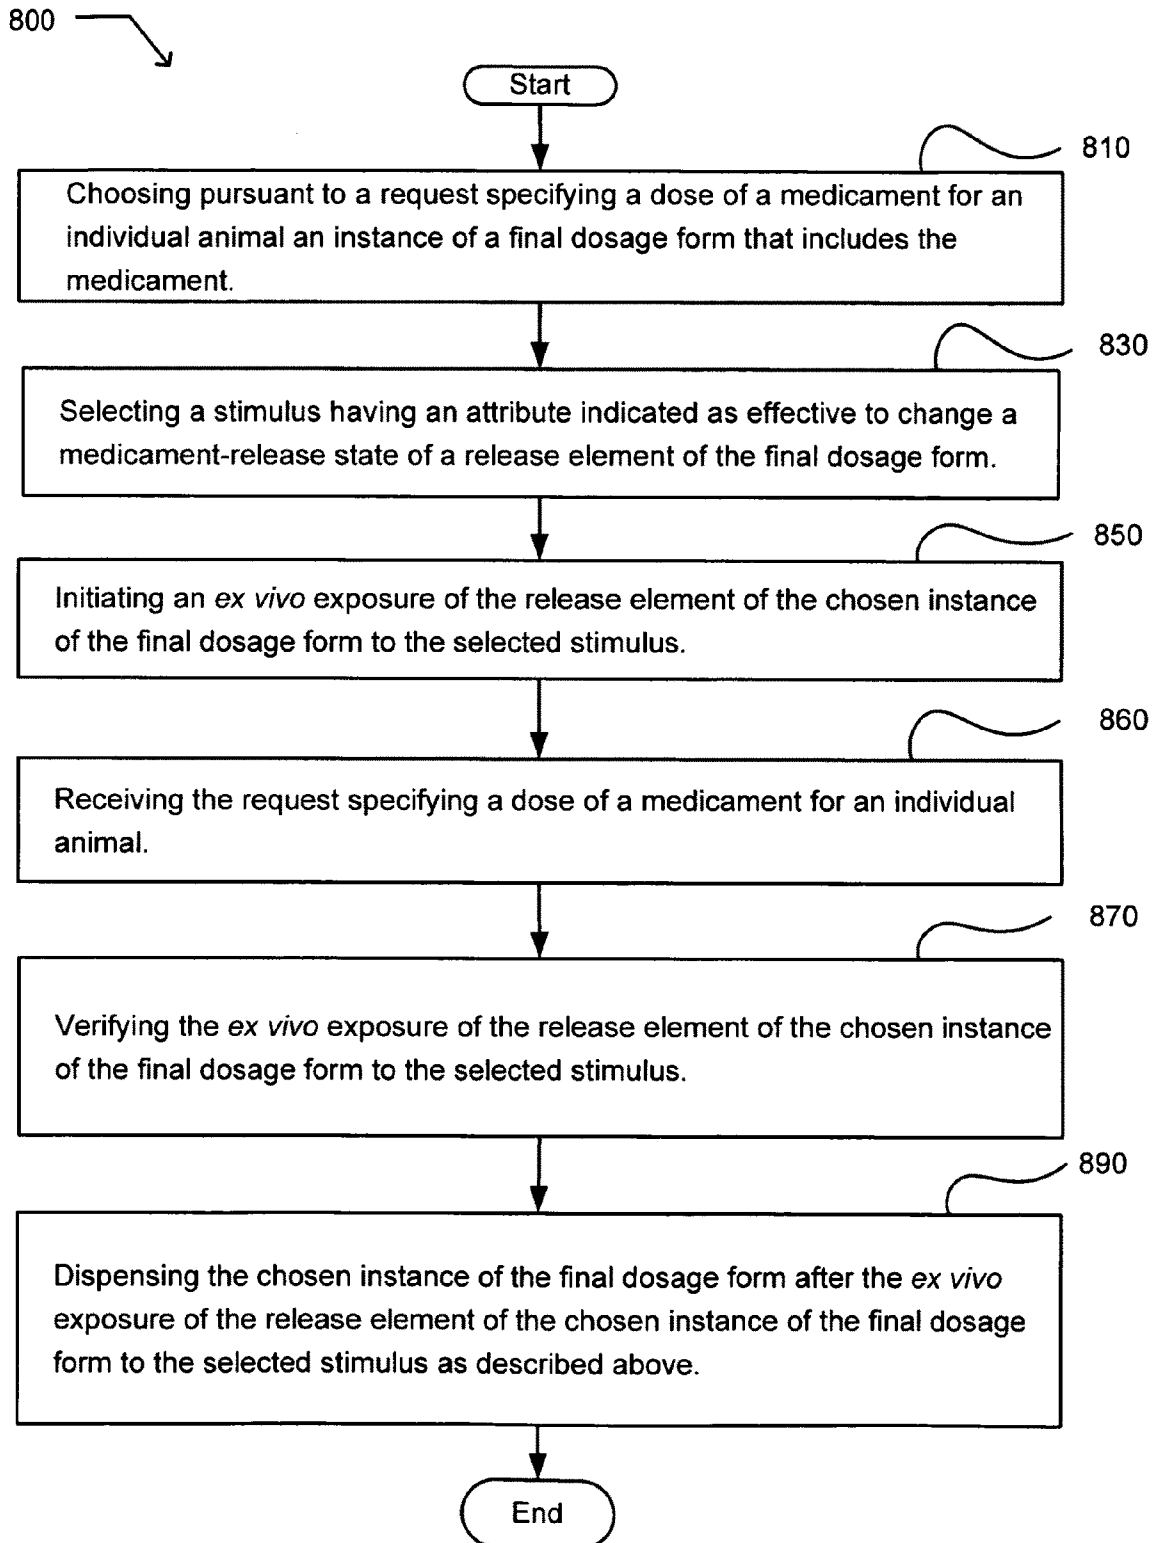 800
Start
810
Choosing pursuant to a request specifying a dose of a medicament for an
individual animal an instance of a final dosage form that includes the
medicament.
830
Selecting a stimulus having an attribute indicated as effective to change a
medicament-release state of a release element of the final dosage form.
850
Initiating an ex vivo exposure of the release element of the chosen instance
of the final dosage form to the selected stimulus.
860
Receiving the request specifying a dose of a medicament for an individual
animal.
870
Verifying the ex vivo exposure of the release element of the chosen instance
of the final dosage form to the selected stimulus.
890
Dispensing the chosen instance of the final dosage form after the ex vivo
exposure of the release element of the chosen instance of the final dosage
form to the selected stimulus as described above.
End